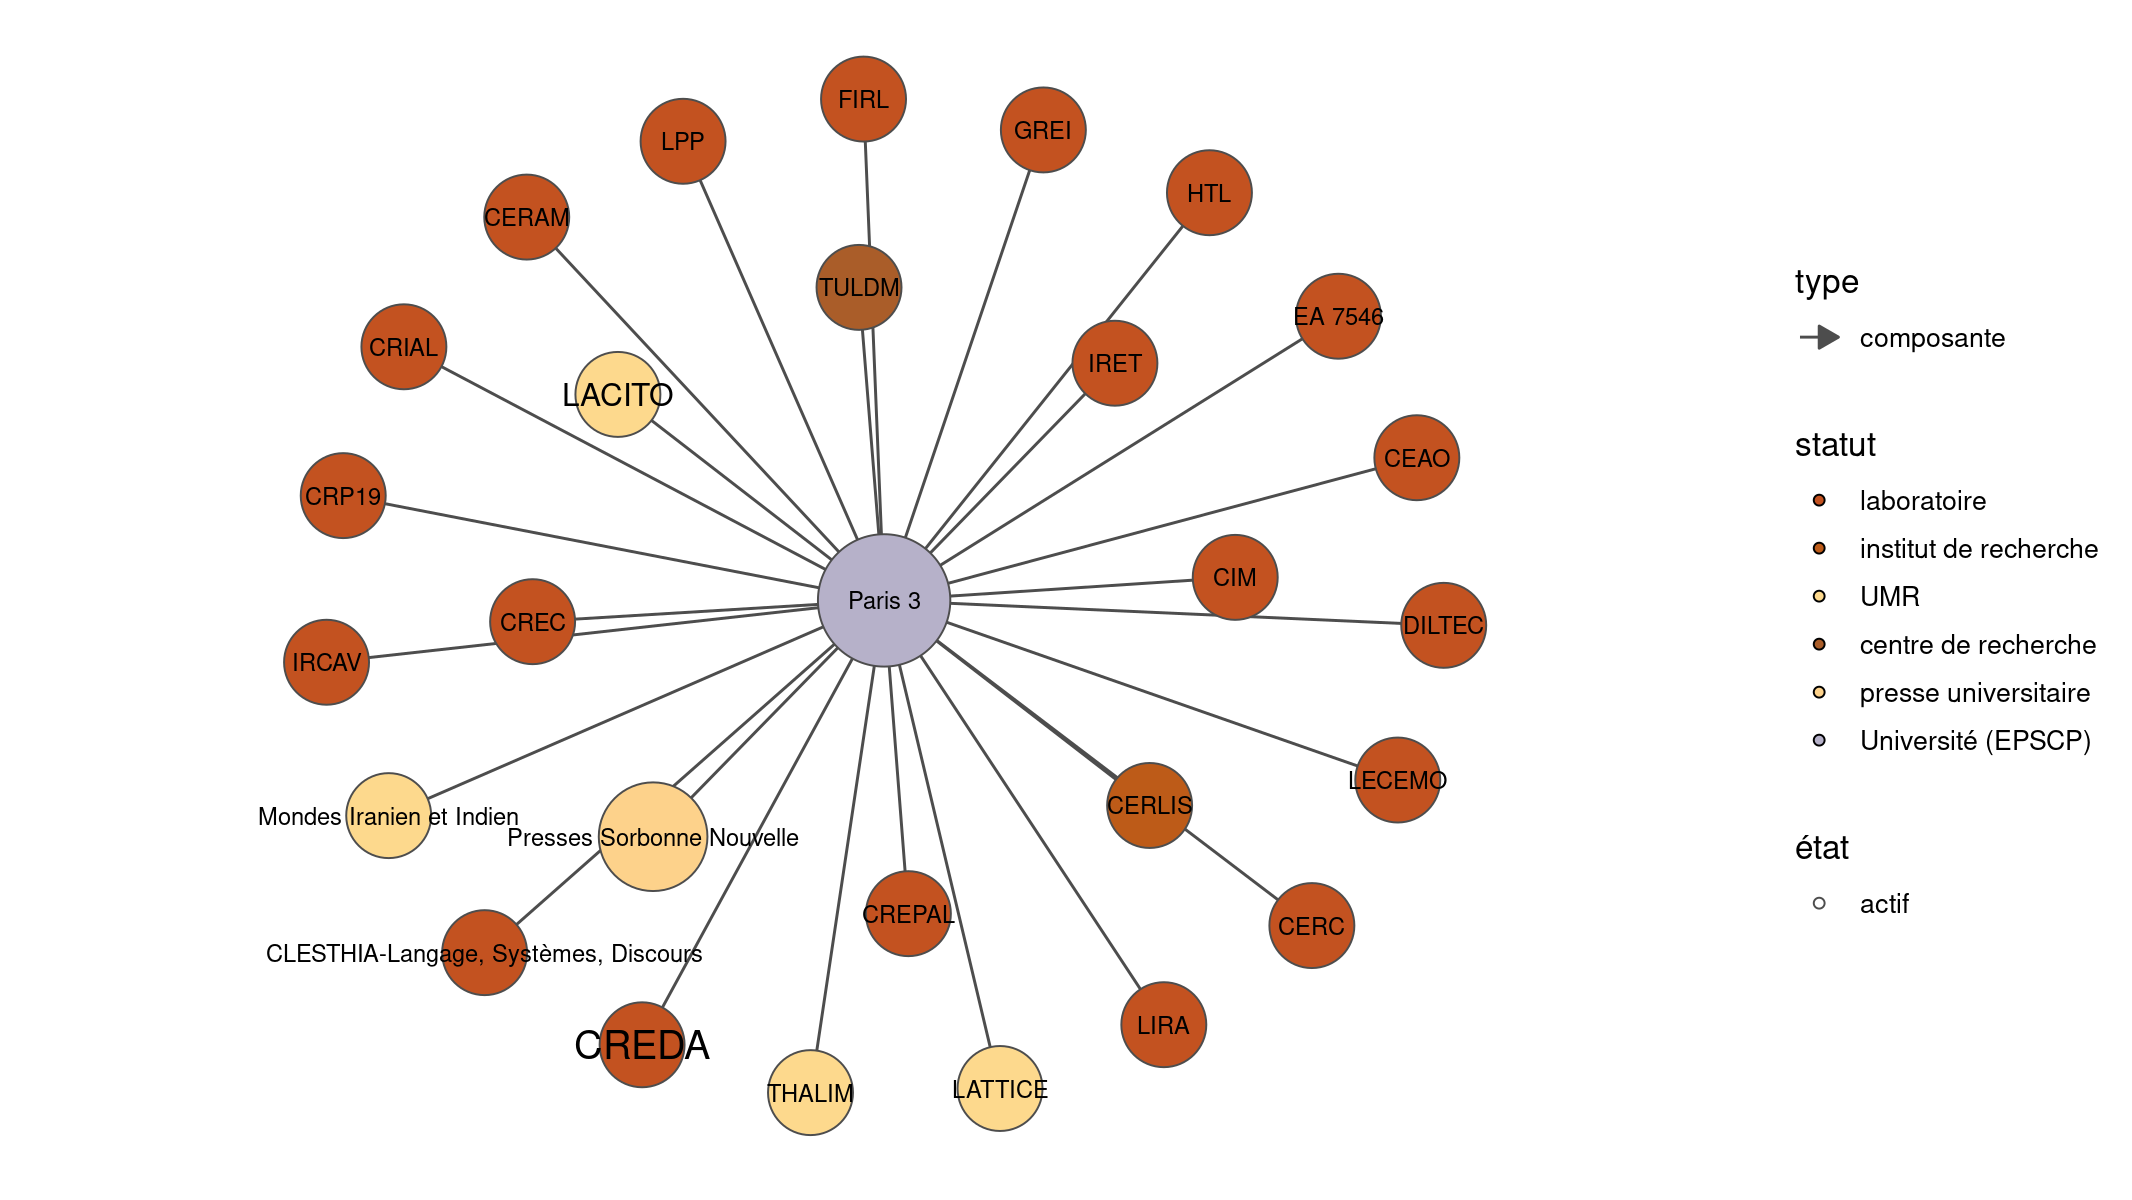 FIRL
GREI
LPP
HTL
CERAM
TULDM
EA 7546
CRIAL
IRET
LACITO
CEAO
CRP19
CIM
Paris 3
CREC
DILTEC
IRCAV
LECEMO
CERLIS
Mondes Iranien et Indien
Presses Sorbonne Nouvelle
CREPAL
CERC
CLESTHIA-Langage, Systèmes, Discours
LIRA
CREDA
LATTICE
THALIM
type
composante
statut
laboratoire
institut de recherche
UMR
centre de recherche
presse universitaire
Université (EPSCP)
état
actif